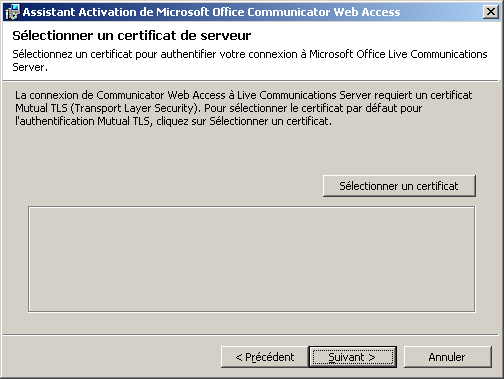 Assistant Activation de Microsoft Office Communicator Web Access
Sélectionner un certificat de serveur
Sélectionnez un certificat pour authentifier votre connexion à Microsoft Office Live Communications
Server.
La connexion de Communicator Web Access à Live Communications Server requiert un certificat
Mutual TLS (Transport Layer Security). Pour sélectionner le certificat par défaut pour
l'authentification Mutual TLS, cliquez sur Sélectionner un certificat.
Sélectionner un certificat
< Précédent
Suivant >
Annuler